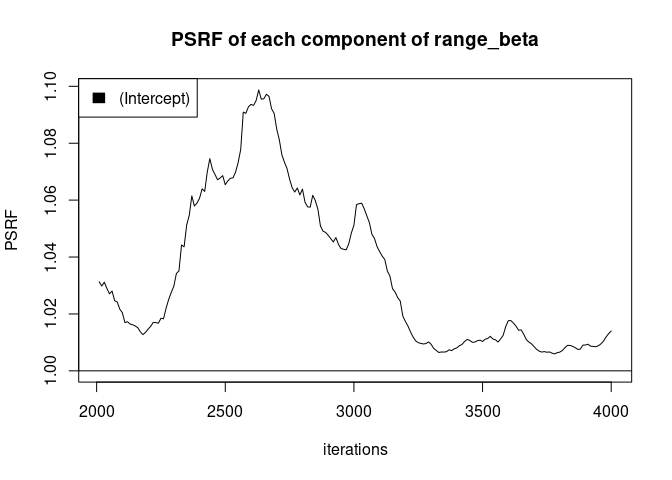 PSRF of each component of range_beta
(Intercept)
PSRF
1.10
1.08
1.06
1.04
1.02
1.00
2000 2500 3000 3500 4000
iterations